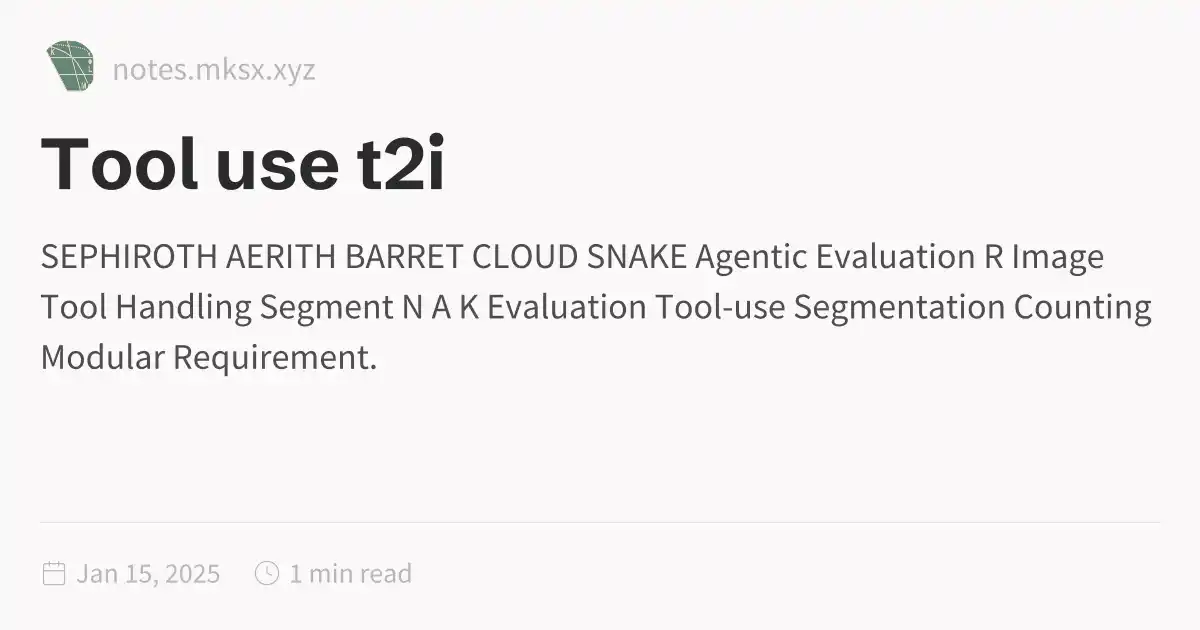 notes.mksx.xyz
Tool use t2i
SEPHIROTH AERITH BARRET CLOUD SNAKE Agentic Evaluation R Image
Tool Handling Segment N A K Evaluation Tool-use Segmentation Counting
Modular Requirement.
Jan 15, 2025 1 min read